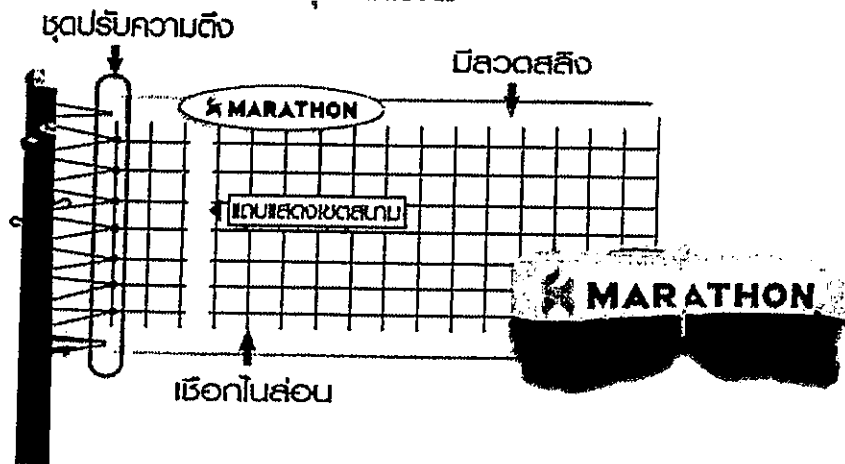 ชุดปรับความตึง
มีลวดสลิง
MARATHON
แถบแสดงเขตสนาม
MARATHON
เชือกไนล่อน